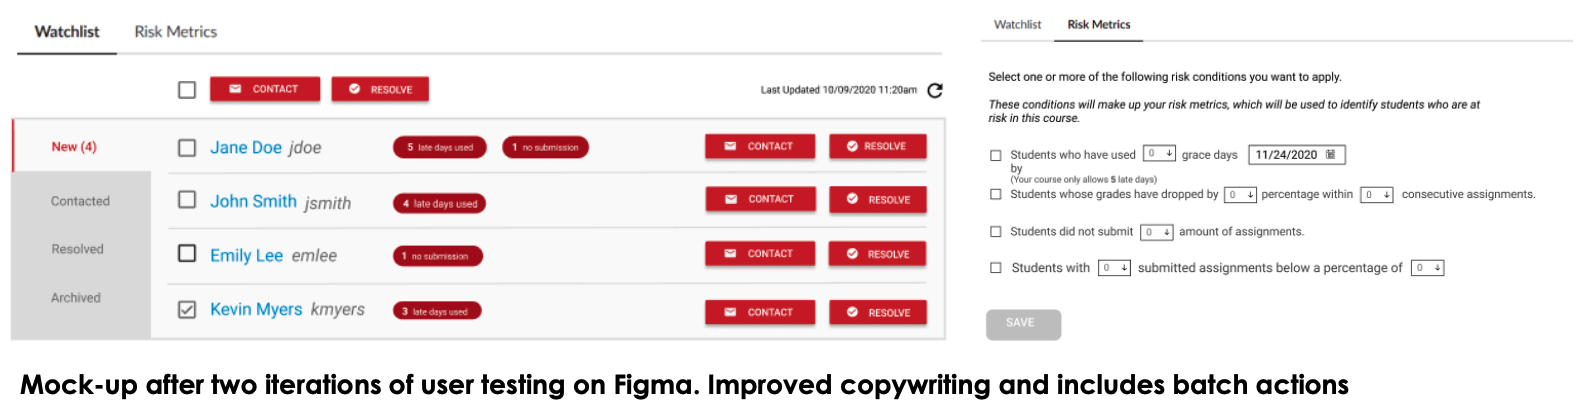 Watchlist Risk Metrics
CONTACT RESOLVE Last Updated 10/09/2020 11:20am
New (4) Jane Doe jdoe 5 late days used 1 no submission CONTACT RESOLVE
Contacted John Smith jsmith 4 late days used CONTACT RESOLVE
Resolved Emily Lee emlee 1 no submission CONTACT RESOLVE
Archived Kevin Myers kmyers 3 late days used CONTACT RESOLVE
Watchlist Risk Metrics
Select one or more of the following risk conditions you want to apply.
These conditions will make up your risk metrics, which will be used to identify students who are at
risk in this course.
Students who have used 0 grace days 11/24/2020
by
(Your course only allows 5 late days)
Students whose grades have dropped by 0 percentage within 0 consecutive assignments.
Students did not submit 0 amount of assignments.
Students with 0 submitted assignments below a percentage of 0
SAVE
Mock-up after two iterations of user testing on Figma. Improved copywriting and includes batch actions